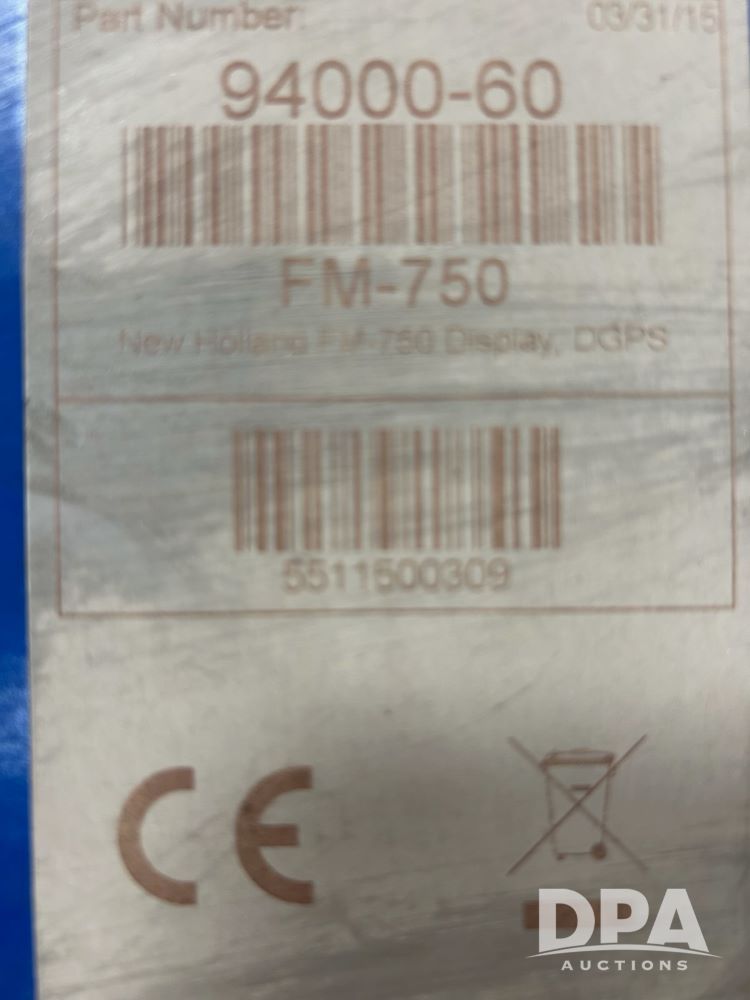 Part Number: 03/31/15
94000-60
FM-750
New Holland FM-750 Display, DGPS
5511500309
CE
DPA
AUCTIONS